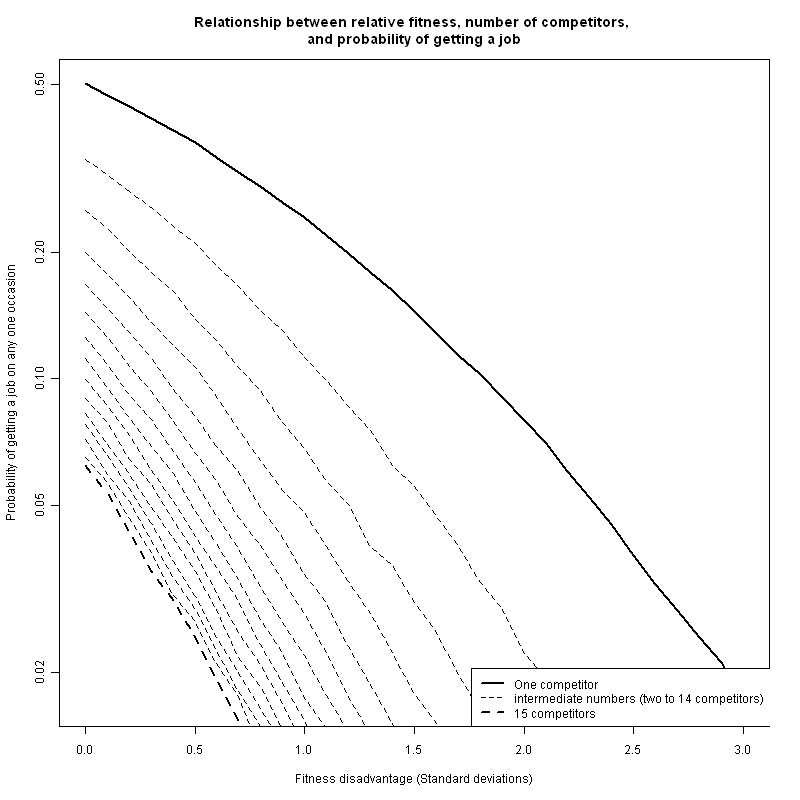 Relationship between relative fitness, number of competitors,
and probability of getting a job
Probability of getting a job on any one occasion
0.50
0.20
0.10
0.05
0.02
One competitor
intermediate numbers (two to 14 competitors)
15 competitors
0.0 0.5 1.0 1.5 2.0 2.5 3.0
Fitness disadvantage (Standard deviations)